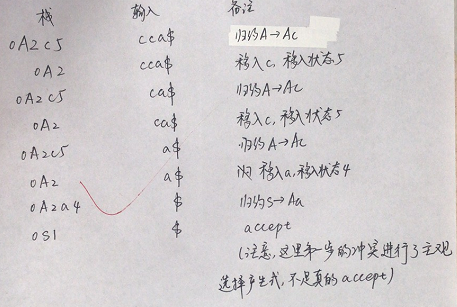 栈 输入 备注
0A2c5 cca$ 归约A→Ac
0A2 cca$ 移入c,移入状态5
0A2c5 ca$ 归约A→Ac
0A2 ca$ 移入c,移入状态5
0A2c5 a$ 归约A→Ac
0A2 a$ 移入a,移入状态4
0A2a4 $ 归约S→Aa
0S1 $ accept
(注意,这里第一步的冲突进行了主观
选择产生式,不是真的accept)